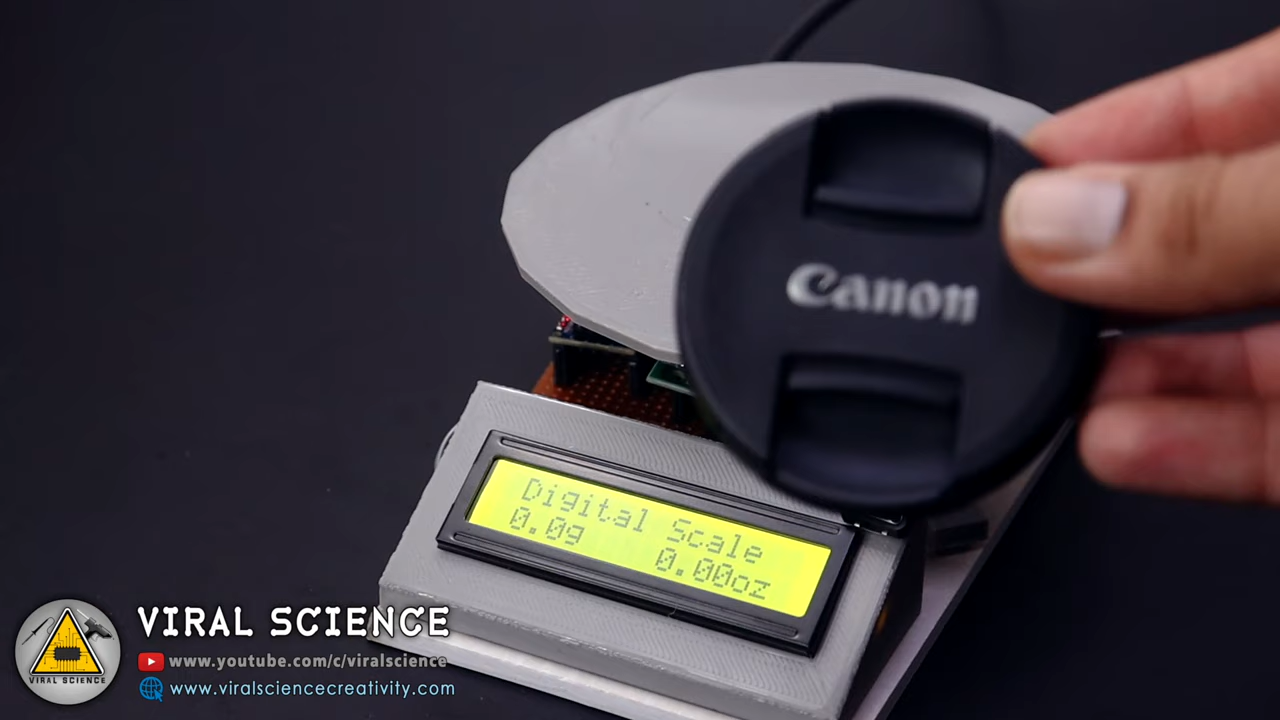 Canon
Digital Scale
0.0g 0.00oz
VIRAL SCIENCE
VIRAL SCIENCE
www.youtube.com/c/viralscience
www.viralsciencecreativity.com